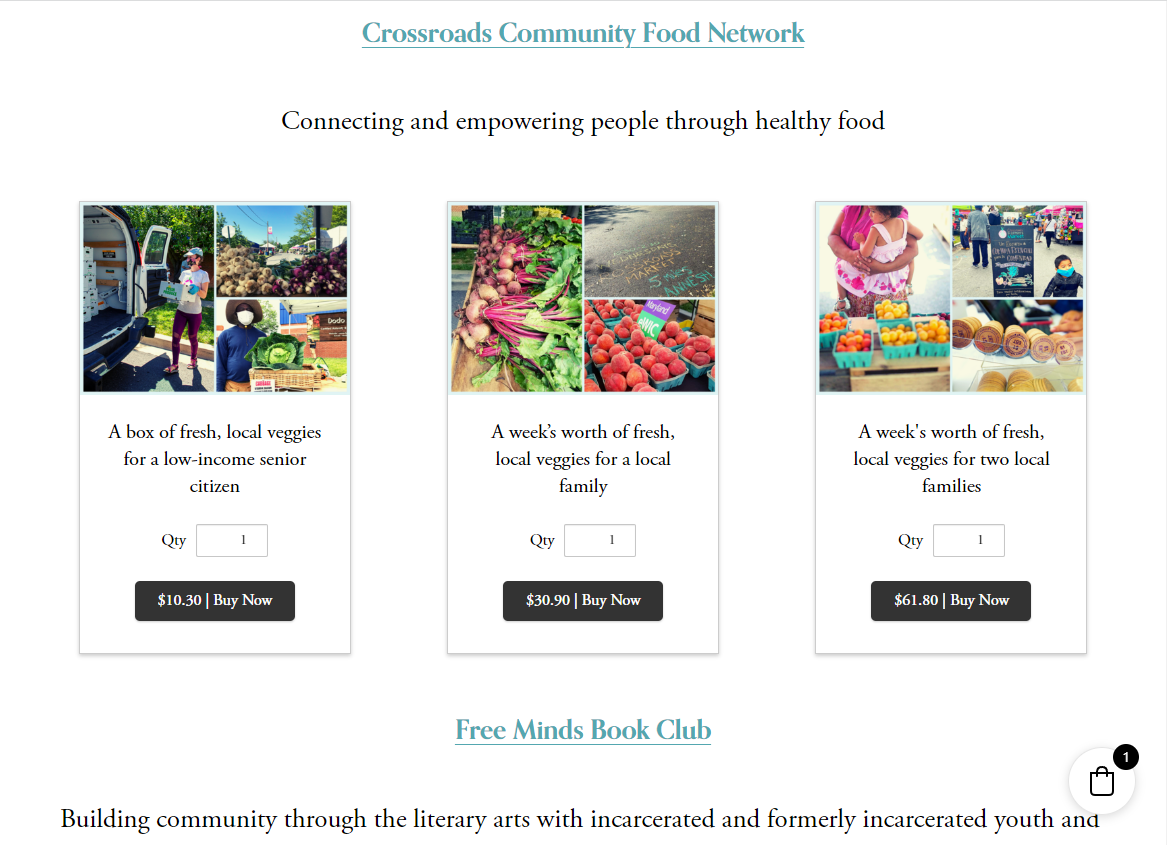 Crossroads Community Food Network
Connecting and empowering people through healthy food
Maryland
WIC
A box of fresh, local veggies
for a low-income senior
citizen
Qty 1
$10.30 | Buy Now
A week’s worth of fresh,
local veggies for a local
family
Qty 1
$30.90 | Buy Now
A week's worth of fresh,
local veggies for two local
families
Qty 1
$61.80 | Buy Now
Free Minds Book Club
1
Building community through the literary arts with incarcerated and formerly incarcerated youth and